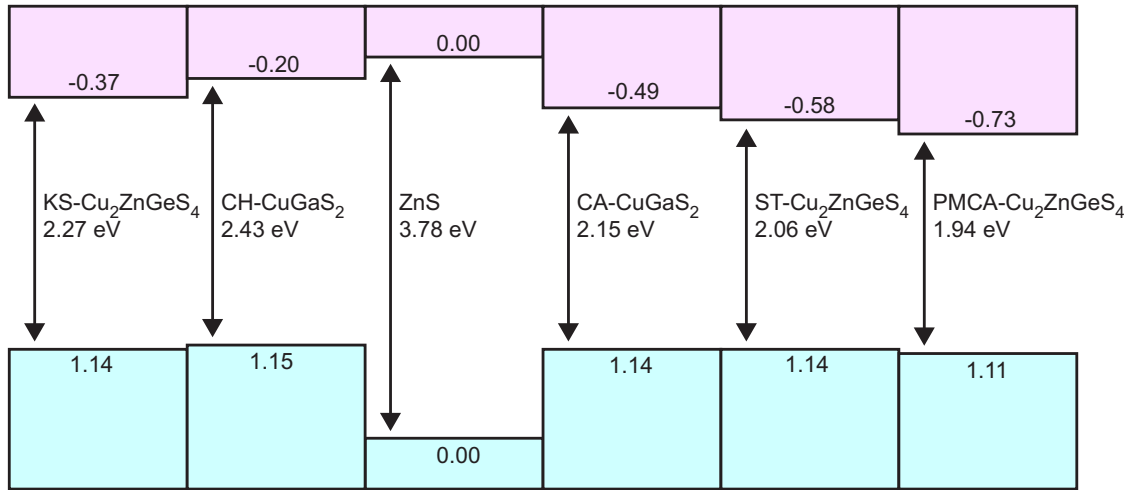 -0.37
-0.20
0.00
-0.49
-0.58
-0.73
KS-Cu₂ZnGeS₄
2.27 eV
CH-CuGaS₂
2.43 eV
ZnS
3.78 eV
CA-CuGaS₂
2.15 eV
ST-Cu₂ZnGeS₄
2.06 eV
PMCA-Cu₂ZnGeS₄
1.94 eV
1.14
1.15
0.00
1.14
1.14
1.11